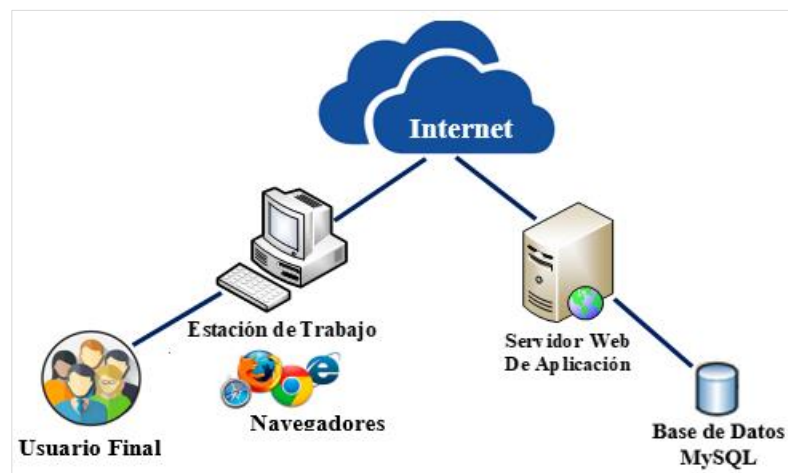 Internet
Estación de Trabajo
Servidor Web
De Aplicación
Navegadores
Usuario Final
Base de Datos
MySQL